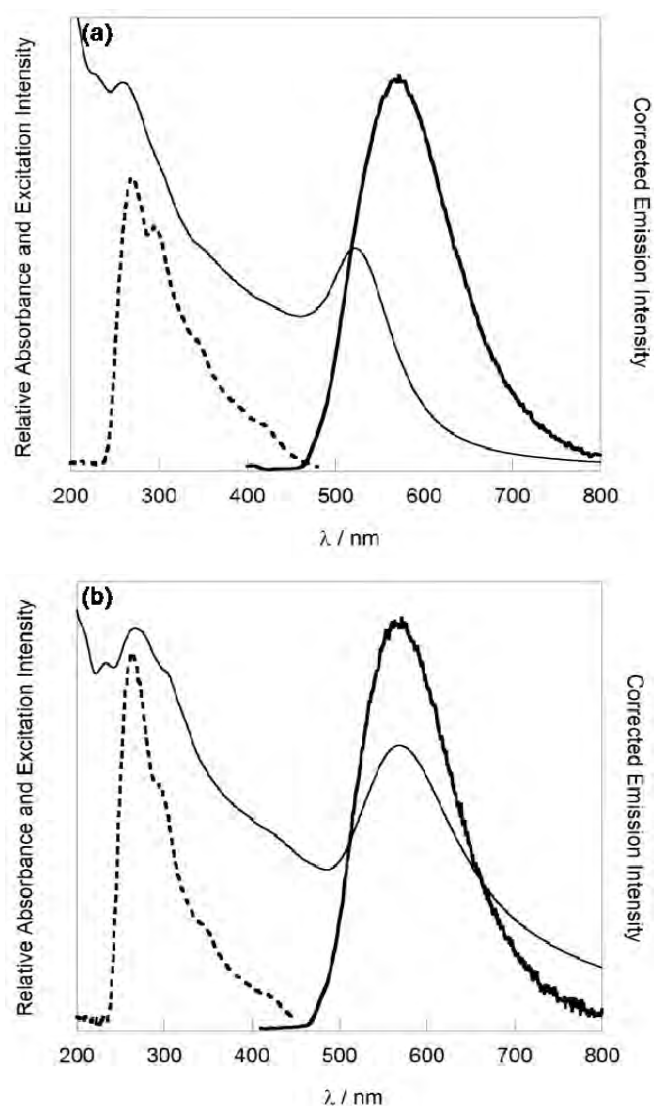 (a)
Relative Absorbance and Excitation Intensity
Corrected Emission Intensity
200 300 400 500 600 700 800
λ / nm
(b)
Relative Absorbance and Excitation Intensity
Corrected Emission Intensity
200 300 400 500 600 700 800
λ / nm